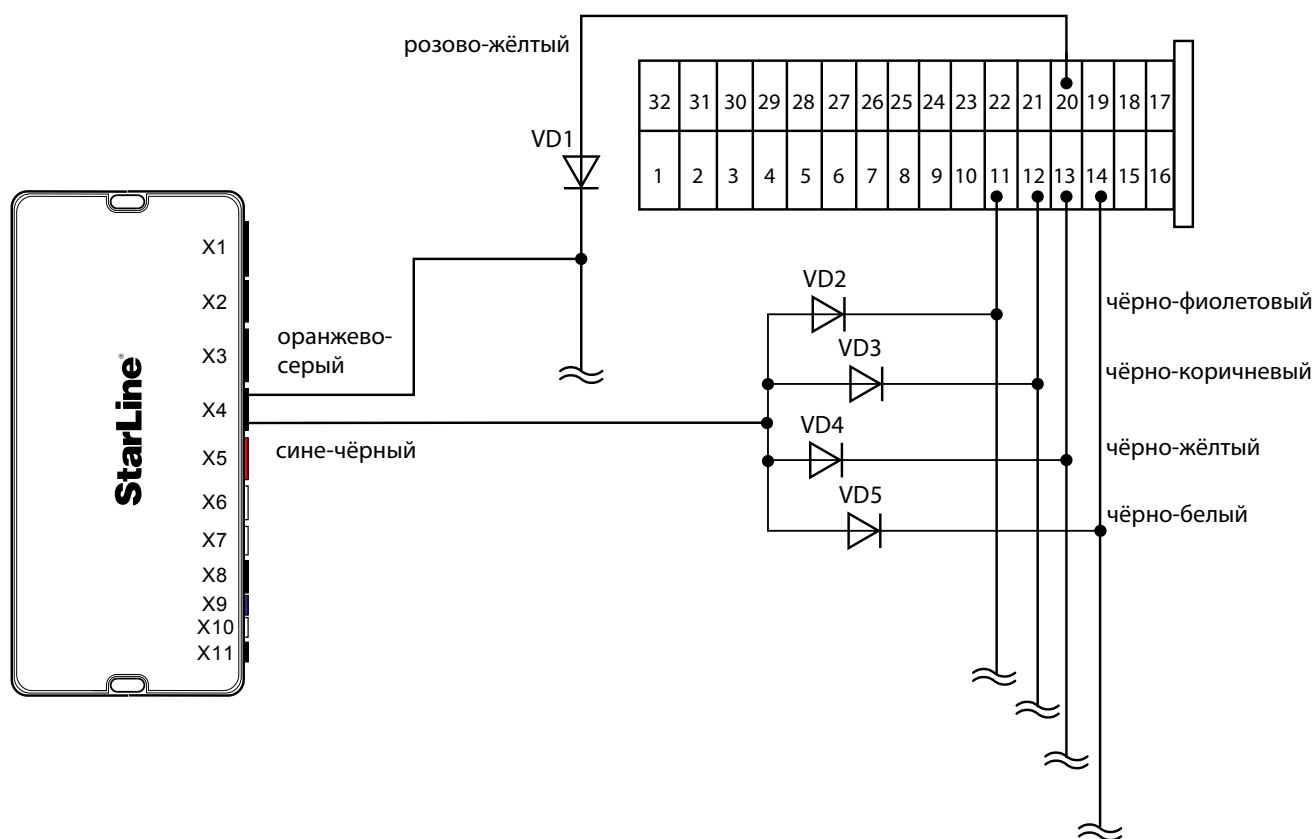 розово-жёлтый
32 31 30 29 28 27 26 25 24 23 22 21 20 19 18 17
VD1
1 2 3 4 5 6 7 8 9 10 11 12 13 14 15 16
X1
X2
X3
X4
X5
X6
X7
X8
X9
X10
X11
StarLine®
оранжево-
серый
сине-чёрный
VD2
чёрно-фиолетовый
VD3
чёрно-коричневый
VD4
чёрно-жёлтый
VD5
чёрно-белый